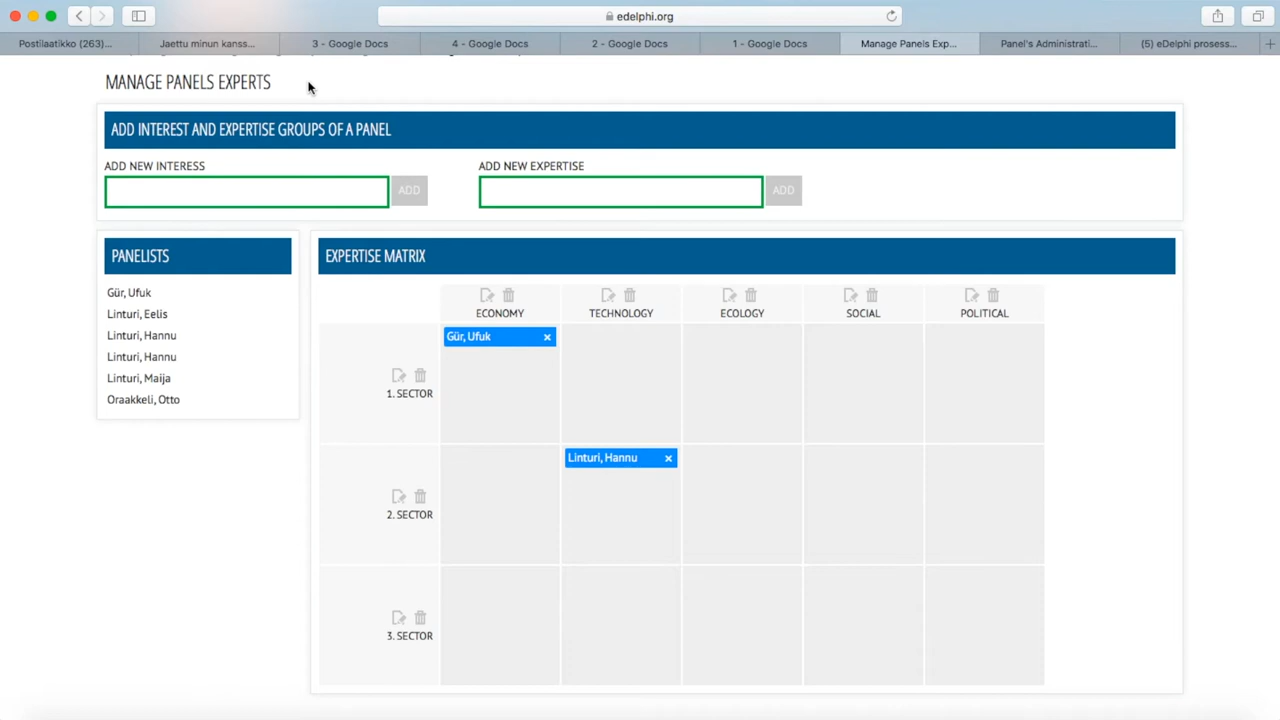 edelphi.org
Postilaatikko (263)...
Jaettu minun kanss...
3 - Google Docs
4 - Google Docs
2 - Google Docs
1 - Google Docs
Manage Panels Exp...
Panel's Administrati...
(5) eDelphi prosess...
MANAGE PANELS EXPERTS
ADD INTEREST AND EXPERTISE GROUPS OF A PANEL
ADD NEW INTERESS
ADD
ADD NEW EXPERTISE
ADD
PANELISTS
Gür, Ufuk
Linturi, Eelis
Linturi, Hannu
Linturi, Hannu
Linturi, Maija
Oraakkeli, Otto
EXPERTISE MATRIX
ECONOMY
TECHNOLOGY
ECOLOGY
SOCIAL
POLITICAL
Gür, Ufuk ×
1. SECTOR
Linturi, Hannu ×
2. SECTOR
3. SECTOR